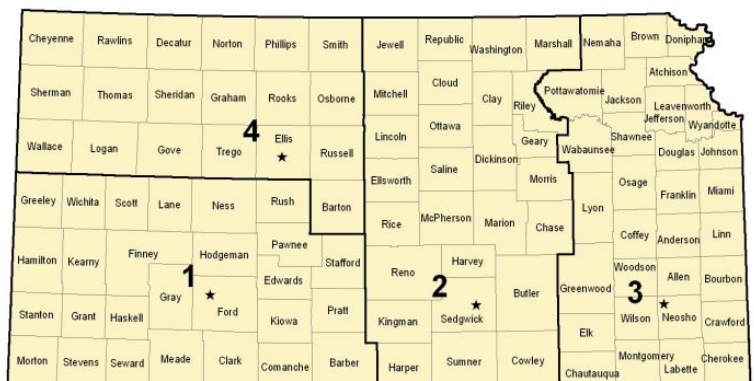 Cheyenne Rawlins Decatur Norton Phillips Smith Jewell Republic Washington Marshall Nemaha Brown Doniphan
Atchison
Sherman Thomas Sheridan Graham Rooks Osborne Mitchell Cloud Clay Riley Pottawatomie Jackson Leavenworth
Jefferson Wyandotte
4
Wallace Logan Gove Trego Ellis Russell Lincoln Ottawa Dickinson Geary Wabaunsee Shawnee Douglas Johnson
Ellsworth Saline Morris Osage Franklin Miami
Greeley Wichita Scott Lane Ness Rush Barton Rice McPherson Marion Chase Lyon
Coffey Anderson Linn
Hamilton Kearny Finney Hodgeman Pawnee Stafford Reno Harvey
Edwards Woodson Allen Bourbon
1 2 3
Gray Ford Pratt Butler Greenwood
Stanton Grant Haskell Kiowa Kingman Sedgwick Elk Wilson Neosho Crawford
Morton Stevens Seward Meade Clark Comanche Barber Harper Sumner Cowley Chautauqua Montgomery Labette Cherokee